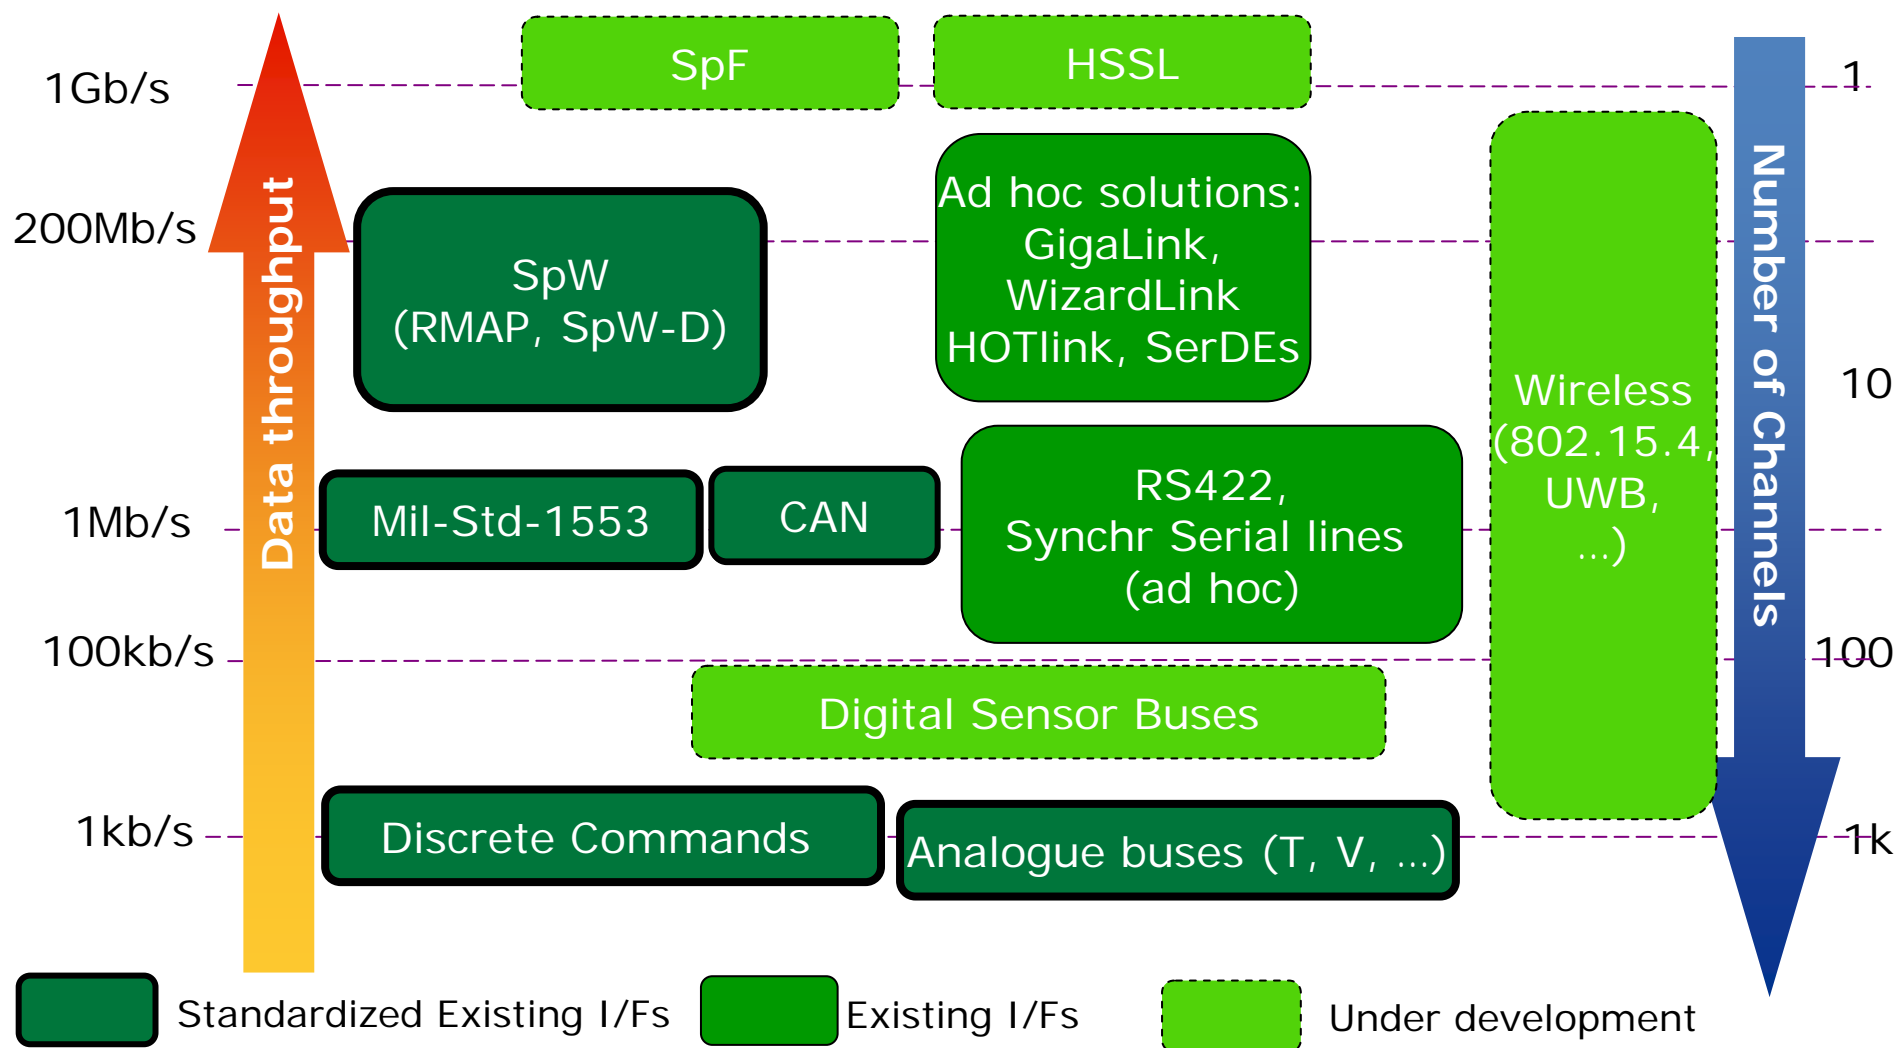 SpF
HSSL
1Gb/s
1
Ad hoc solutions:
GigaLink,
WizardLink
HOTlink, SerDEs
200Mb/s
SpW
(RMAP, SpW-D)
Data throughput
Number of Channels
10
Wireless
(802.15.4,
UWB,
...)
1Mb/s
Mil-Std-1553
CAN
RS422,
Synchr Serial lines
(ad hoc)
100kb/s
100
Digital Sensor Buses
1kb/s
Discrete Commands
Analogue buses (T, V, ...)
1k
Standardized Existing I/Fs
Existing I/Fs
Under development